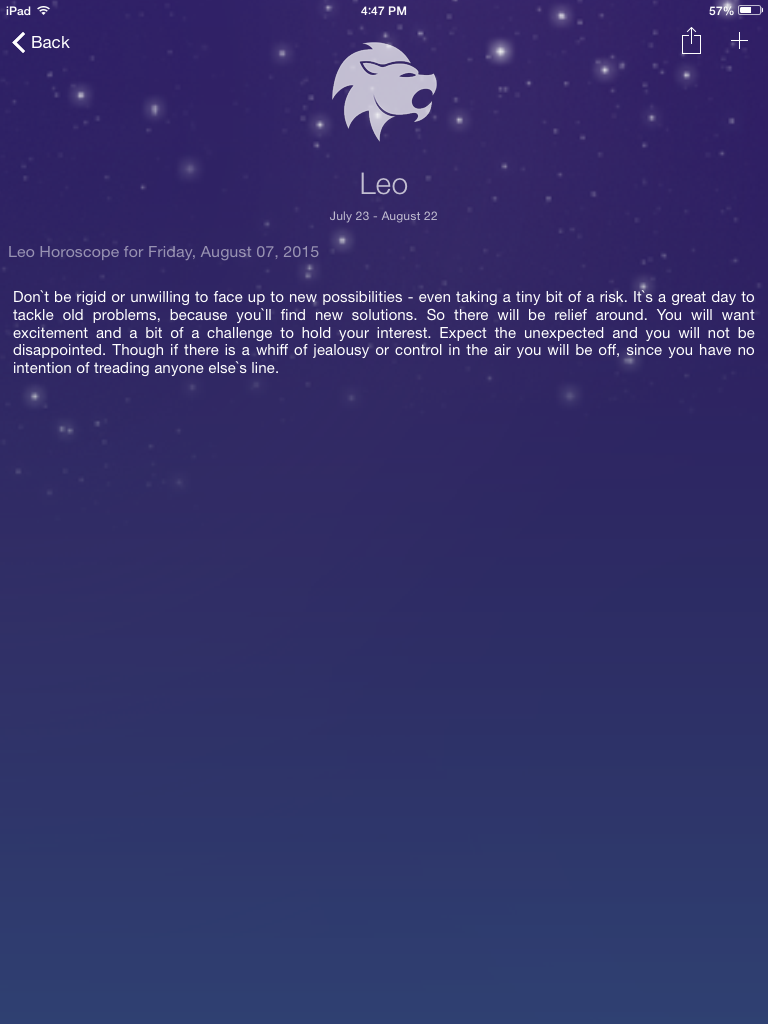 iPad
4:47 PM
57%
Back
Leo
July 23 - August 22
Leo Horoscope for Friday, August 07, 2015
Don`t be rigid or unwilling to face up to new possibilities - even taking a tiny bit of a risk. It`s a great day to
tackle old problems, because you`ll find new solutions. So there will be relief around. You will want
excitement and a bit of a challenge to hold your interest. Expect the unexpected and you will not be
disappointed. Though if there is a whiff of jealousy or control in the air you will be off, since you have no
intention of treading anyone else`s line.